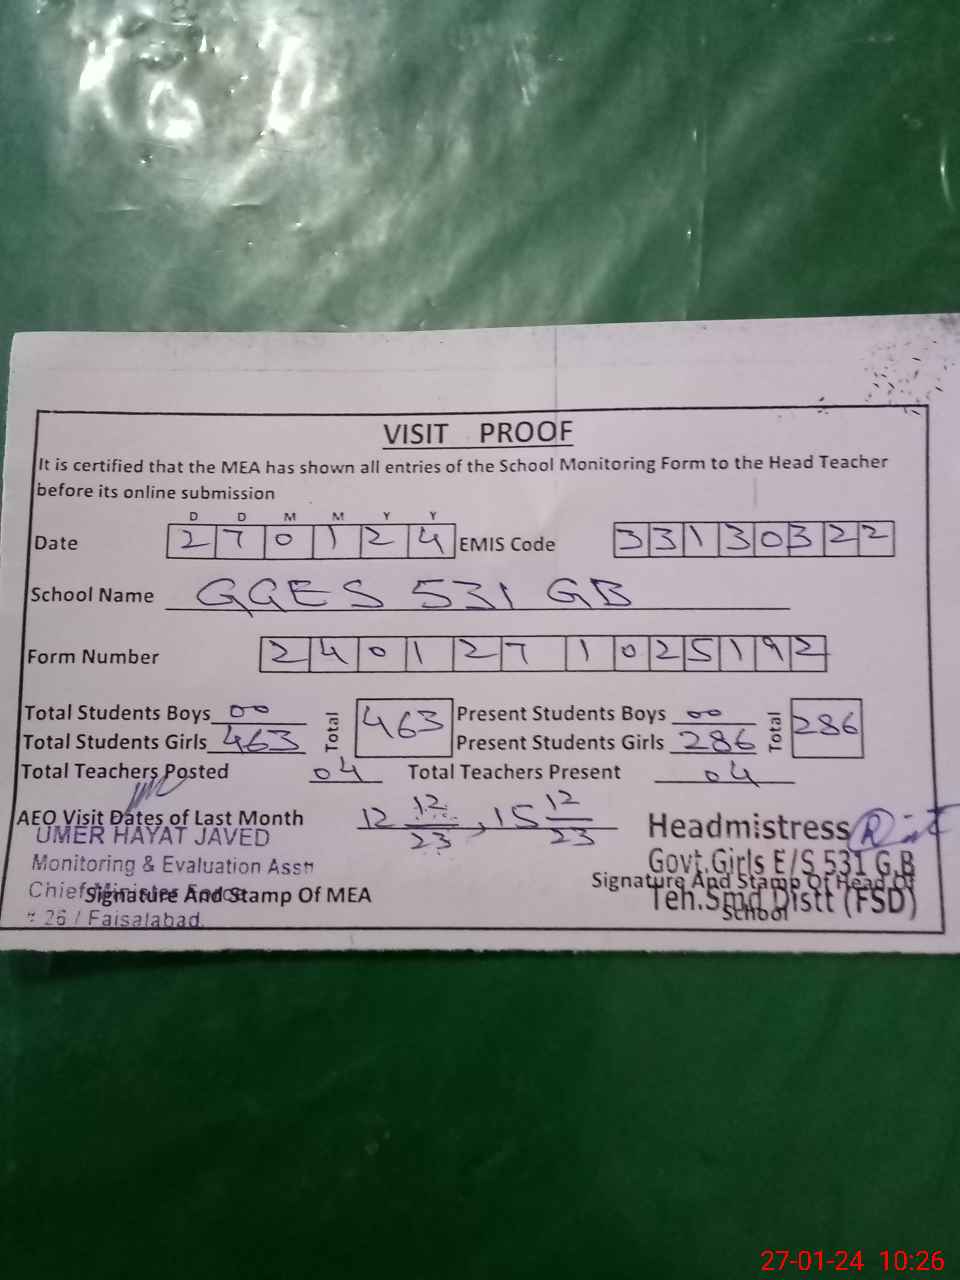 VISIT PROOF
It is certified that the MEA has shown all entries of the School Monitoring Form to the Head Teacher
before its online submission
D D M M Y Y
Date 2 7 0 1 2 4 EMIS Code 3 3 1 3 0 3 2 2
School Name GGES 531 GB
Form Number 2 4 0 1 2 7 1 0 2 5 1 9 2
Total Students Boys 00 Total 463 Present Students Boys 00 Total 286
Total Students Girls 463 Present Students Girls 286
Total Teachers Posted 04 Total Teachers Present 04
AEO Visit Dates of Last Month 12 12/23, 15 12/23
UMER HAYAT JAVED
Monitoring & Evaluation Asstt
Chief Minister
Signature And Stamp Of MEA
# 26 / Faisalabad.
Headmistress
Govt.Girls E/S 531 G.B
Signature And Stamp Of Head Of
Teh.Smd Distt (FSD)
School
27-01-24 10:26